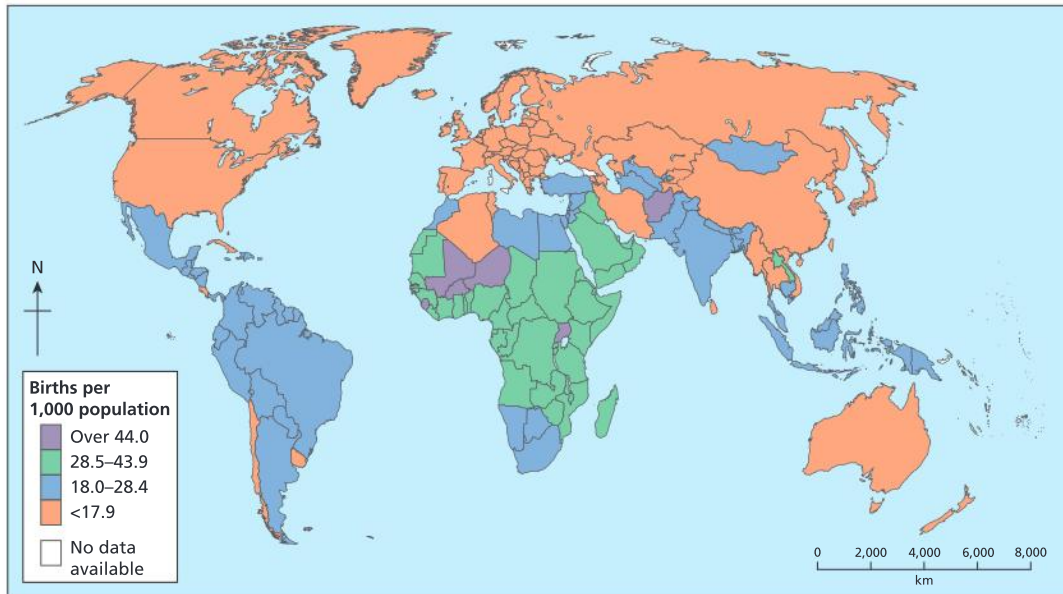 N
Births per
1,000 population
Over 44.0
28.5–43.9
18.0–28.4
<17.9
No data
available
0 2,000 4,000 6,000 8,000
km